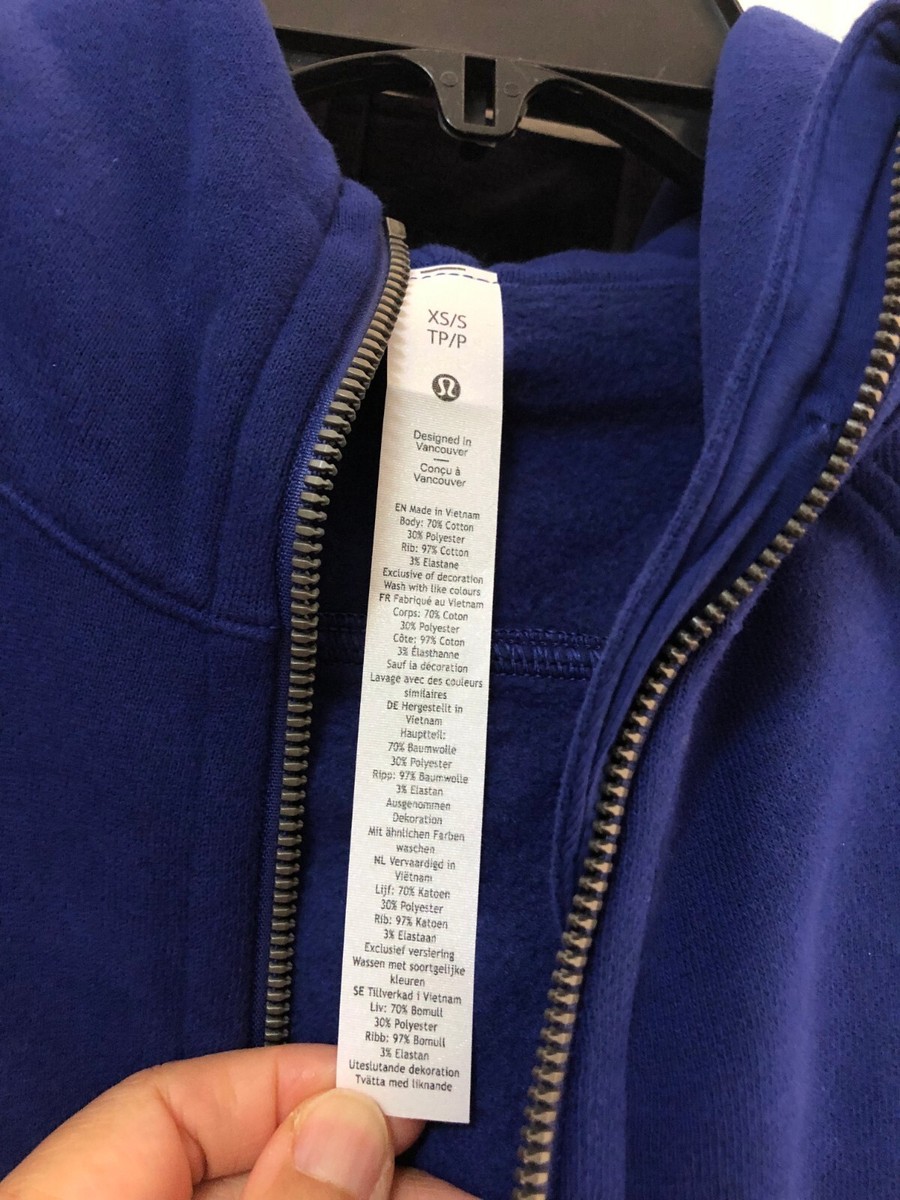 XS/S
TP/P
Designed in
Vancouver
Conçu à
Vancouver
EN Made in Vietnam
Body: 70% Cotton
30% Polyester
Rib: 97% Cotton
3% Elastane
Exclusive of decoration
Wash with like colours
FR Fabriqué au Vietnam
Corps: 70% Coton
30% Polyester
Côte: 97% Coton
3% Élasthanne
Sauf la décoration
Lavage avec des couleurs
similaires
DE Hergestellt in
Vietnam
Hauptteil:
70% Baumwolle
30% Polyester
Ripp: 97% Baumwolle
3% Elastan
Ausgenommen
Dekoration
Mit ähnlichen Farben
waschen
NL Vervaardigd in
Viëtnam
Lijf: 70% Katoen
30% Polyester
Rib: 97% Katoen
3% Elastaan
Exclusief versiering
Wassen met soortgelijke
kleuren
SE Tillverkad i Vietnam
Liv: 70% Bomull
30% Polyester
Ribb: 97% Bomull
3% Elastan
Uteslutande dekoration
Tvätta med liknande